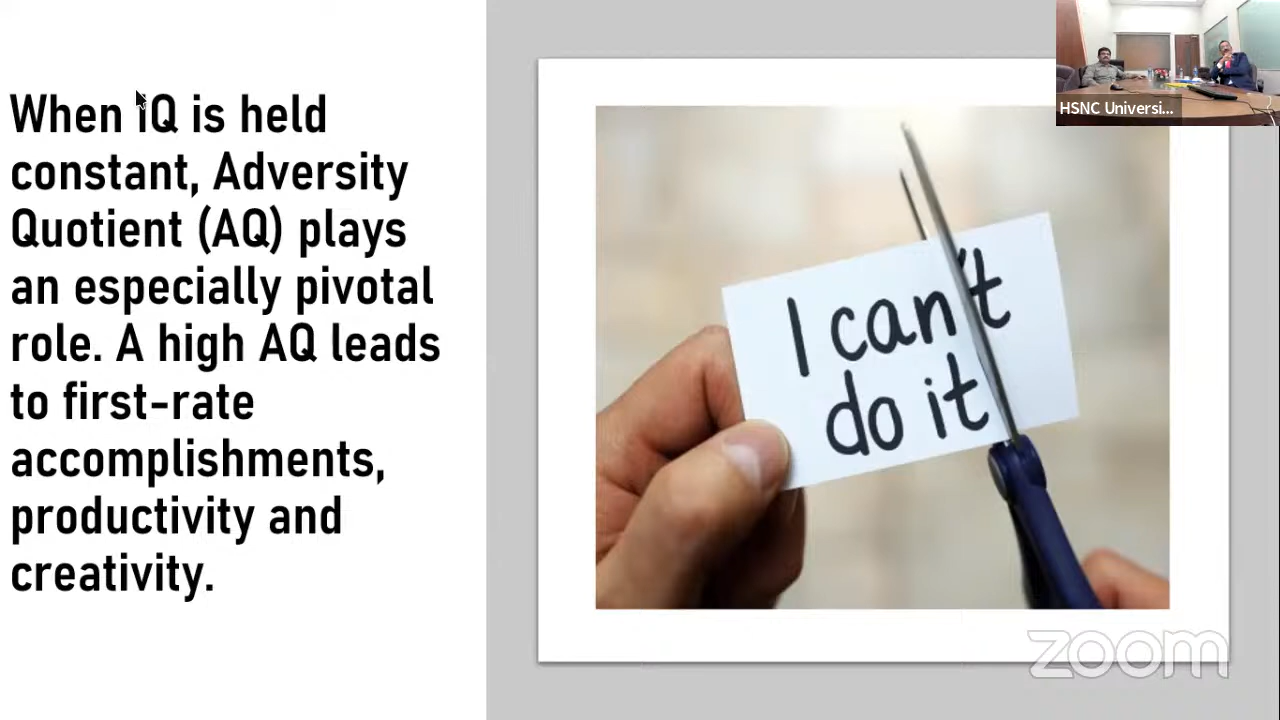 When iQ is held
constant, Adversity
Quotient (AQ) plays
an especially pivotal
role. A high AQ leads
to first-rate
accomplishments,
productivity and
creativity.
I can't
do it
HSNC Universi...
zoom